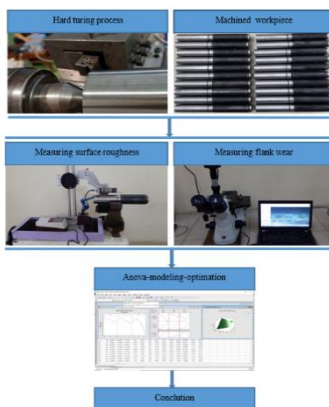 Hard turing process
Machined workpiece
Measuring surface roughness
Measuring flank wear
Anova-modeling-optimation
Conclution